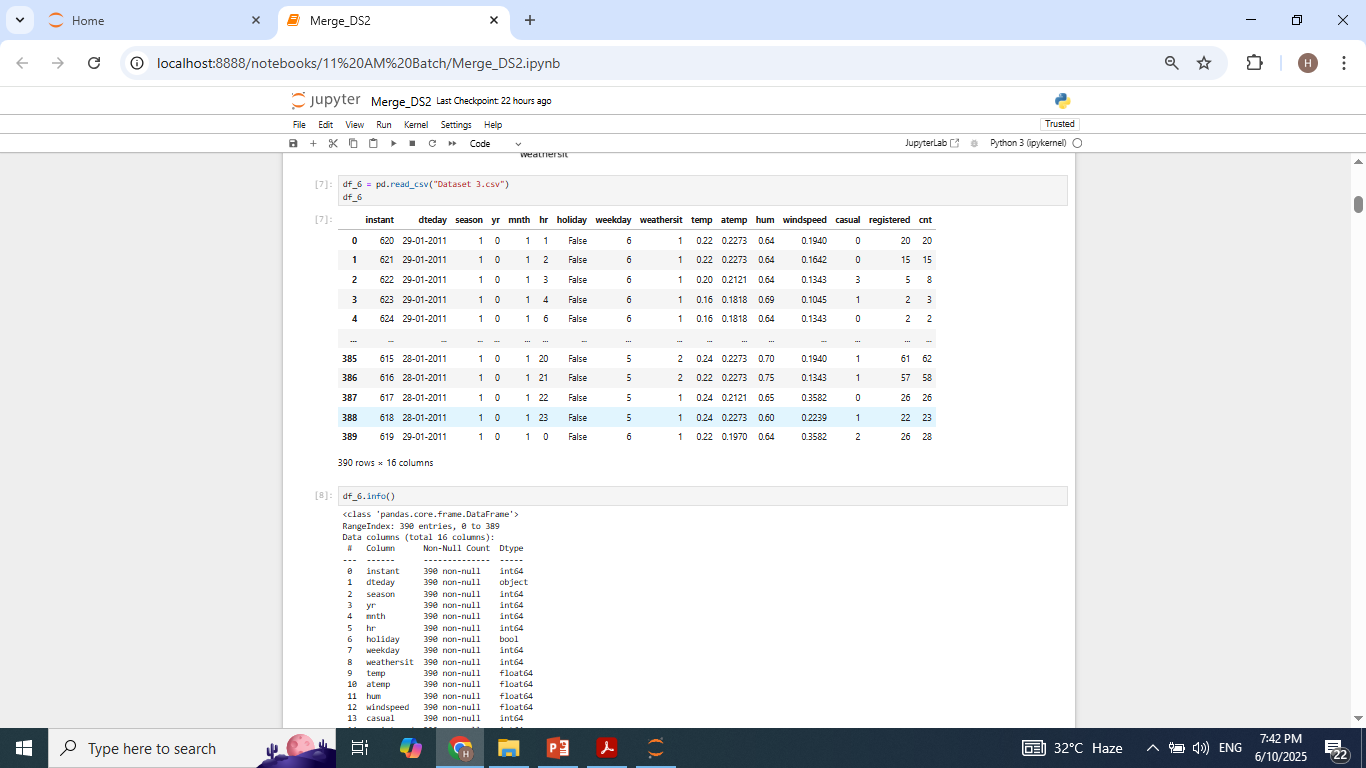 Home
Merge_DS2
localhost:8888/notebooks/11%20AM%20Batch/Merge_DS2.ipynb
H
jupyter Merge_DS2 Last Checkpoint: 22 hours ago
File Edit View Run Kernel Settings Help
Trusted
Code
JupyterLab Python 3 (ipykernel)
weathersit
[7]: df_6 = pd.read_csv("Dataset 3.csv")
df_6
[7]: instant dteday season yr mnth hr holiday weekday weathersit temp atemp hum windspeed casual registered cnt
0 620 29-01-2011 1 0 1 1 False 6 1 0.22 0.2273 0.64 0.1940 0 20 20
1 621 29-01-2011 1 0 1 2 False 6 1 0.22 0.2273 0.64 0.1642 0 15 15
2 622 29-01-2011 1 0 1 3 False 6 1 0.20 0.2121 0.64 0.1343 3 5 8
3 623 29-01-2011 1 0 1 4 False 6 1 0.16 0.1818 0.69 0.1045 1 2 3
4 624 29-01-2011 1 0 1 6 False 6 1 0.16 0.1818 0.64 0.1343 0 2 2
... ... ... ... ... ... ... ... ... ... ... ... ... ... ... ... ...
385 615 28-01-2011 1 0 1 20 False 5 2 0.24 0.2273 0.70 0.1940 1 61 62
386 616 28-01-2011 1 0 1 21 False 5 2 0.22 0.2273 0.75 0.1343 1 57 58
387 617 28-01-2011 1 0 1 22 False 5 1 0.24 0.2121 0.65 0.3582 0 26 26
388 618 28-01-2011 1 0 1 23 False 5 1 0.24 0.2273 0.60 0.2239 1 22 23
389 619 29-01-2011 1 0 1 0 False 6 1 0.22 0.1970 0.64 0.3582 2 26 28
390 rows × 16 columns
[8]: df_6.info()
<class 'pandas.core.frame.DataFrame'>
RangeIndex: 390 entries, 0 to 389
Data columns (total 16 columns):
# Column Non-Null Count Dtype
--- ------ -------------- -----
0 instant 390 non-null int64
1 dteday 390 non-null object
2 season 390 non-null int64
3 yr 390 non-null int64
4 mnth 390 non-null int64
5 hr 390 non-null int64
6 holiday 390 non-null bool
7 weekday 390 non-null int64
8 weathersit 390 non-null int64
9 temp 390 non-null float64
10 atemp 390 non-null float64
11 hum 390 non-null float64
12 windspeed 390 non-null float64
13 casual 390 non-null int64
Type here to search
32°C Haze
ENG
7:42 PM
6/10/2025
22